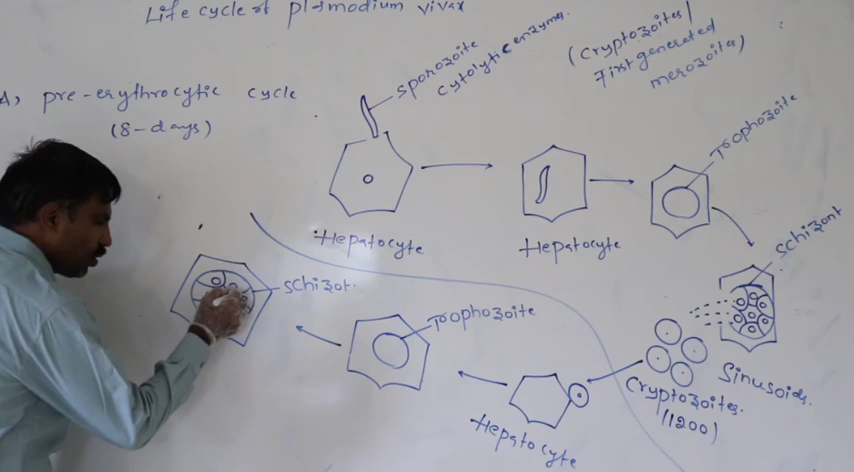 Life cycle of plasmodium vivax
A) pre-erythrocytic cycle
(8-days)
sporozoite
cytolytic enzymes.
(Cryptozoites/
First generated
merozoites)
Hepatocyte
Hepatocyte
Trophozoite
Schizont
Sinusoids.
Cryptozoites.
(1200)
Hepatocyte
Trophozoite
Schizont.